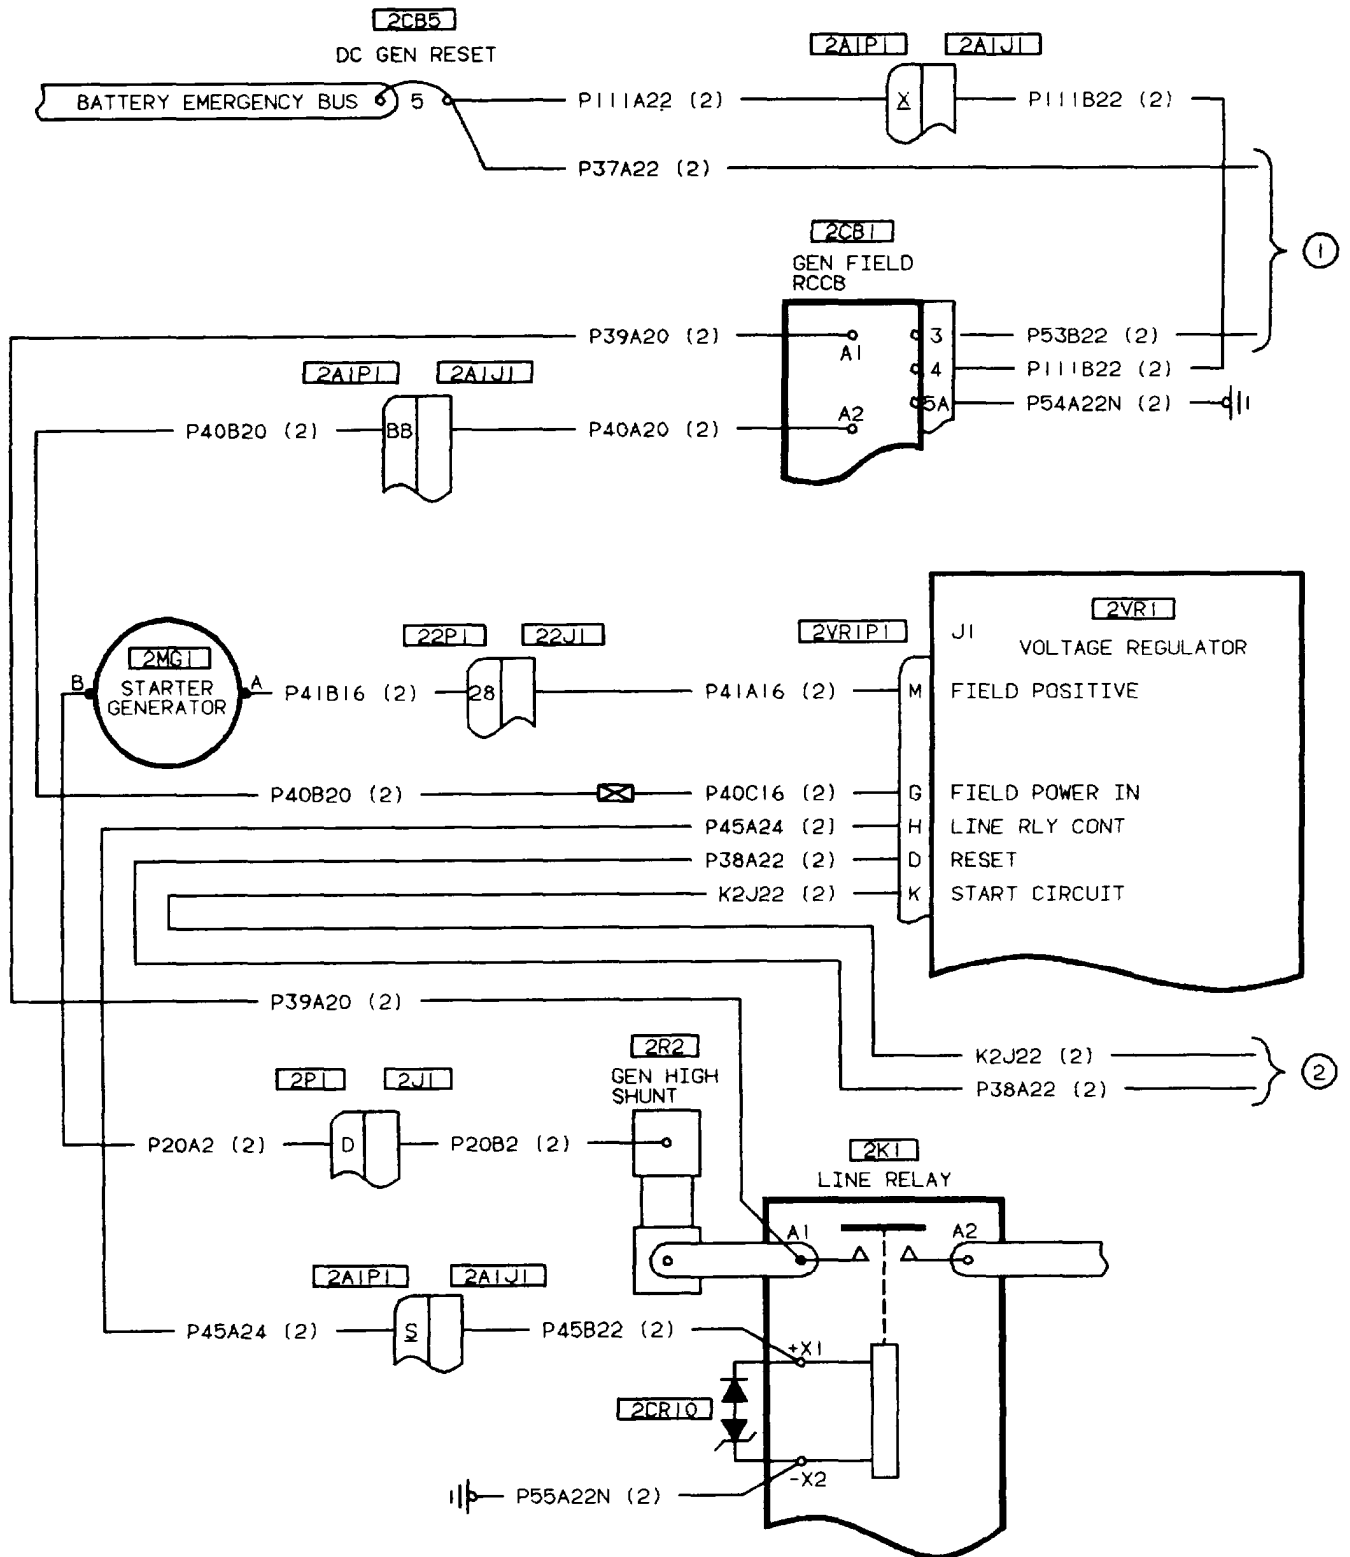 2CB5
DC GEN RESET
2A1P1 2A1J1
BATTERY EMERGENCY BUS 5 P111A22 (2) X P111B22 (2)
P37A22 (2)
2CB1
GEN FIELD
RCCB
1
P39A20 (2) A1 3 P53B22 (2)
2A1P1 2A1J1 4 P111B22 (2)
A2 5A P54A22N (2)
P40B20 (2) BB P40A20 (2)
2VR1
22P1 22J1 2VR1P1 J1
VOLTAGE REGULATOR
2MG1
B STARTER A P41B16 (2) 28 P41A16 (2) M FIELD POSITIVE
GENERATOR
P40B20 (2) P40C16 (2) G FIELD POWER IN
P45A24 (2) H LINE RLY CONT
P38A22 (2) D RESET
K2J22 (2) K START CIRCUIT
P39A20 (2)
2R2 K2J22 (2)
2P1 2J1 GEN HIGH 2
SHUNT P38A22 (2)
P20A2 (2) D P20B2 (2)
2K1
LINE RELAY
A1 A2
2A1P1 2A1J1
P45A24 (2) S P45B22 (2)
+X1
2CR10
-X2
P55A22N (2)